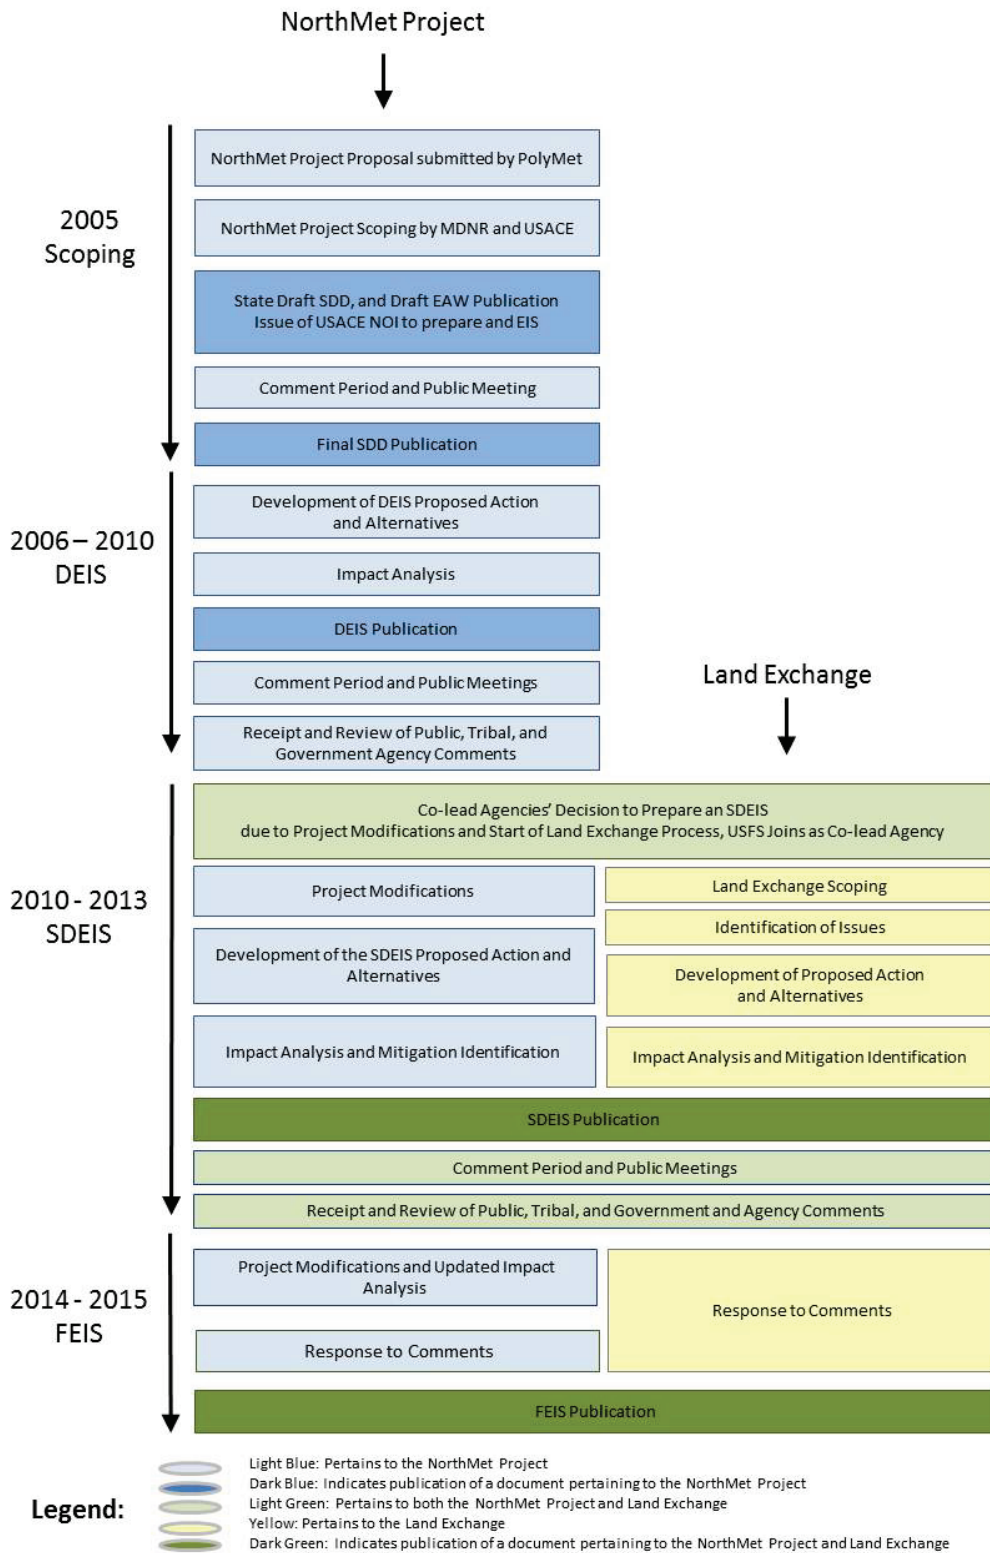 NorthMet Project
NorthMet Project Proposal submitted by PolyMet
2005
Scoping
NorthMet Project Scoping by MDNR and USACE
State Draft SDD, and Draft EAW Publication
Issue of USACE NOI to prepare and EIS
Comment Period and Public Meeting
Final SDD Publication
2006 – 2010
DEIS
Development of DEIS Proposed Action
and Alternatives
Impact Analysis
DEIS Publication
Comment Period and Public Meetings
Receipt and Review of Public, Tribal, and
Government Agency Comments
Land Exchange
Co-lead Agencies' Decision to Prepare an SDEIS
due to Project Modifications and Start of Land Exchange Process, USFS Joins as Co-lead Agency
2010 - 2013
SDEIS
Project Modifications
Development of the SDEIS Proposed Action and
Alternatives
Impact Analysis and Mitigation Identification
Land Exchange Scoping
Identification of Issues
Development of Proposed Action
and Alternatives
Impact Analysis and Mitigation Identification
SDEIS Publication
Comment Period and Public Meetings
Receipt and Review of Public, Tribal, and Government and Agency Comments
2014 - 2015
FEIS
Project Modifications and Updated Impact
Analysis
Response to Comments
Response to Comments
FEIS Publication
Legend:
Light Blue: Pertains to the NorthMet Project
Dark Blue: Indicates publication of a document pertaining to the NorthMet Project
Light Green: Pertains to both the NorthMet Project and Land Exchange
Yellow: Pertains to the Land Exchange
Dark Green: Indicates publication of a document pertaining to the NorthMet Project and Land Exchange